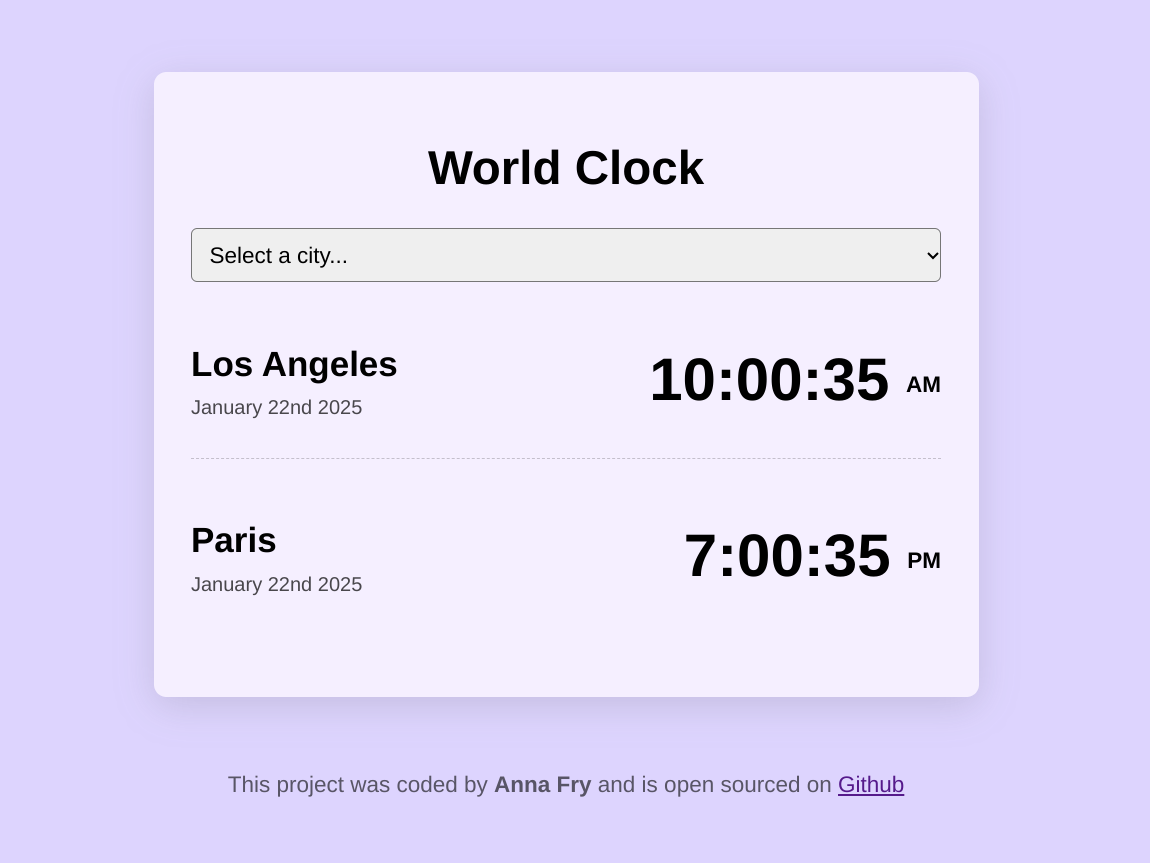 World Clock
Select a city...
Los Angeles
10:00:35 AM
January 22nd 2025
Paris
7:00:35 PM
January 22nd 2025
This project was coded by Anna Fry and is open sourced on Github